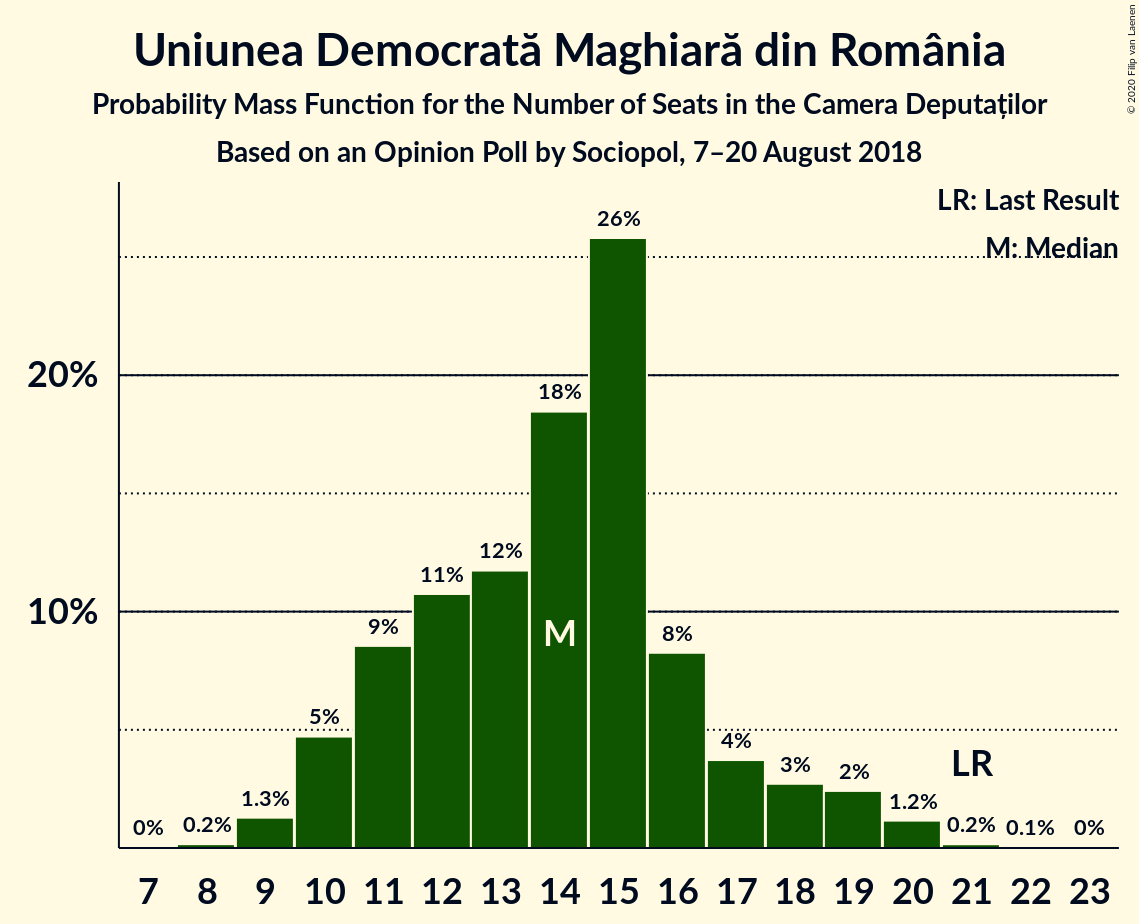 Uniunea Democrată Maghiară din România
Probability Mass Function for the Number of Seats in the Camera Deputaților
Based on an Opinion Poll by Sociopol, 7–20 August 2018
© 2020 Filip van Laenen
LR: Last Result
M: Median
26%
20%
18%
12%
11%
10%
9%
M
8%
5%
4%
LR
3%
2%
1.3%
1.2%
0%
0.2%
0.2%
0.1%
0%
7 8 9 10 11 12 13 14 15 16 17 18 19 20 21 22 23